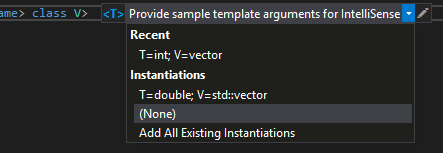 name> class V> <T> Provide sample template arguments for IntelliSense
Recent
T=int; V=vector
Instantiations
T=double; V=std::vector
(None)
Add All Existing Instantiations